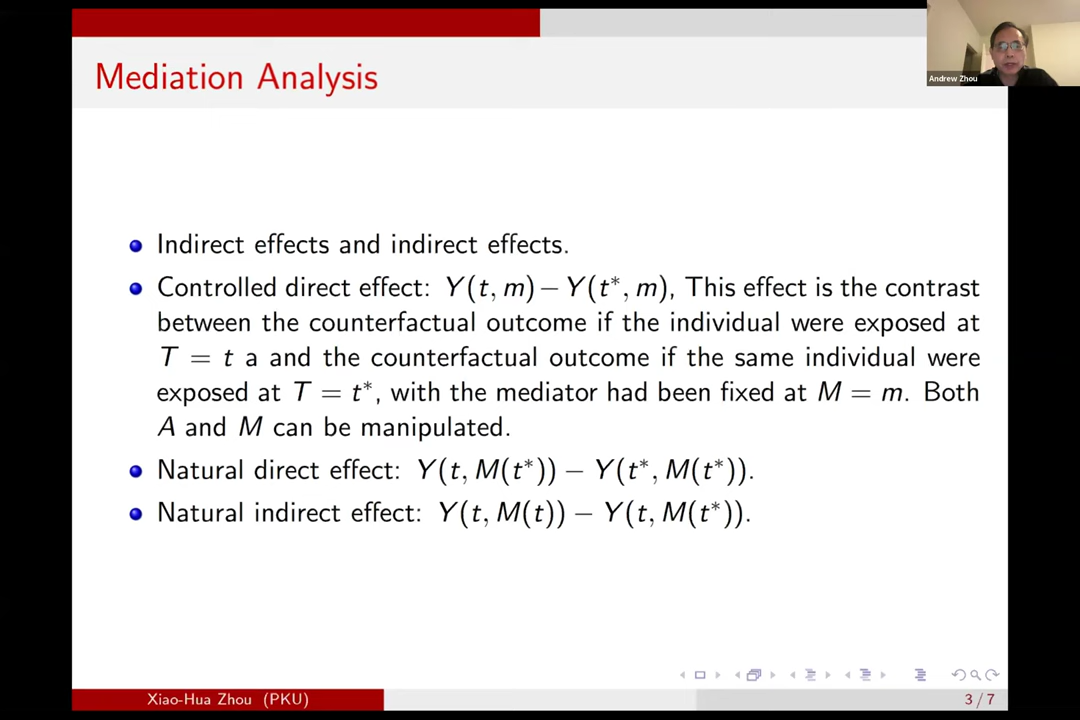 Mediation Analysis
Andrew Zhou
Indirect effects and indirect effects.
Controlled direct effect: Y(t, m) − Y(t*, m), This effect is the contrast
between the counterfactual outcome if the individual were exposed at
T = t a and the counterfactual outcome if the same individual were
exposed at T = t*, with the mediator had been fixed at M = m. Both
A and M can be manipulated.
Natural direct effect: Y(t, M(t*)) − Y(t*, M(t*)).
Natural indirect effect: Y(t, M(t)) − Y(t, M(t*)).
Xiao-Hua Zhou (PKU)
3 / 7